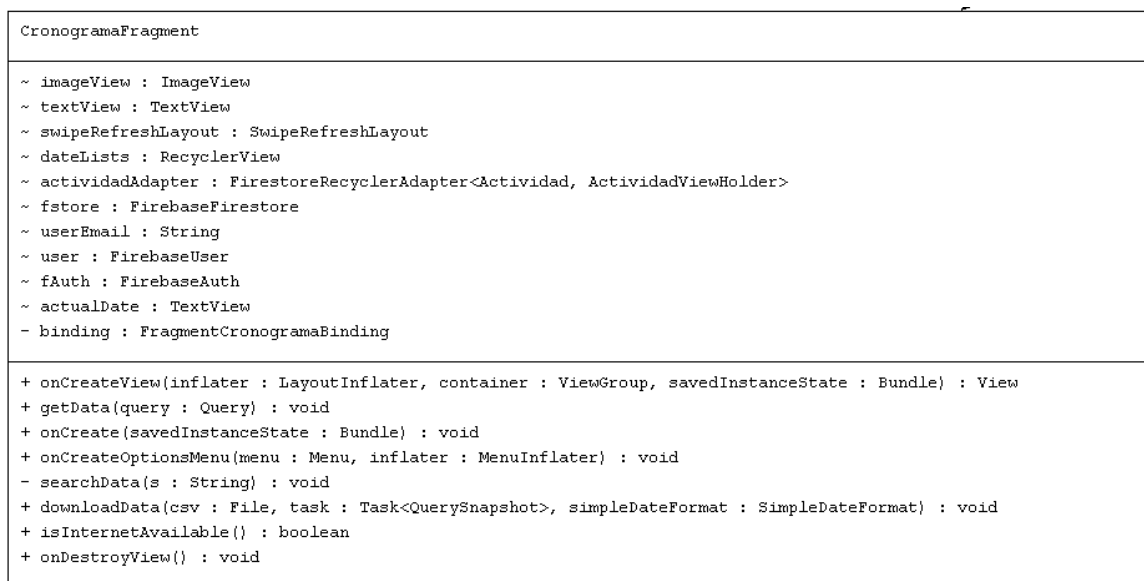 CronogramaFragment
~ imageView : ImageView
~ textView : TextView
~ swipeRefreshLayout : SwipeRefreshLayout
~ dateLists : RecyclerView
~ actividadAdapter : FirestoreRecyclerAdapter<Actividad, ActividadViewHolder>
~ fstore : FirebaseFirestore
~ userEmail : String
~ user : FirebaseUser
~ fAuth : FirebaseAuth
~ actualDate : TextView
- binding : FragmentCronogramaBinding
+ onCreateView(inflater : LayoutInflater, container : ViewGroup, savedInstanceState : Bundle) : View
+ getData(query : Query) : void
+ onCreate(savedInstanceState : Bundle) : void
+ onCreateOptionsMenu(menu : Menu, inflater : MenuInflater) : void
- searchData(s : String) : void
+ downloadData(csv : File, task : Task<QuerySnapshot>, simpleDateFormat : SimpleDateFormat) : void
+ isInternetAvailable() : boolean
+ onDestroyView() : void